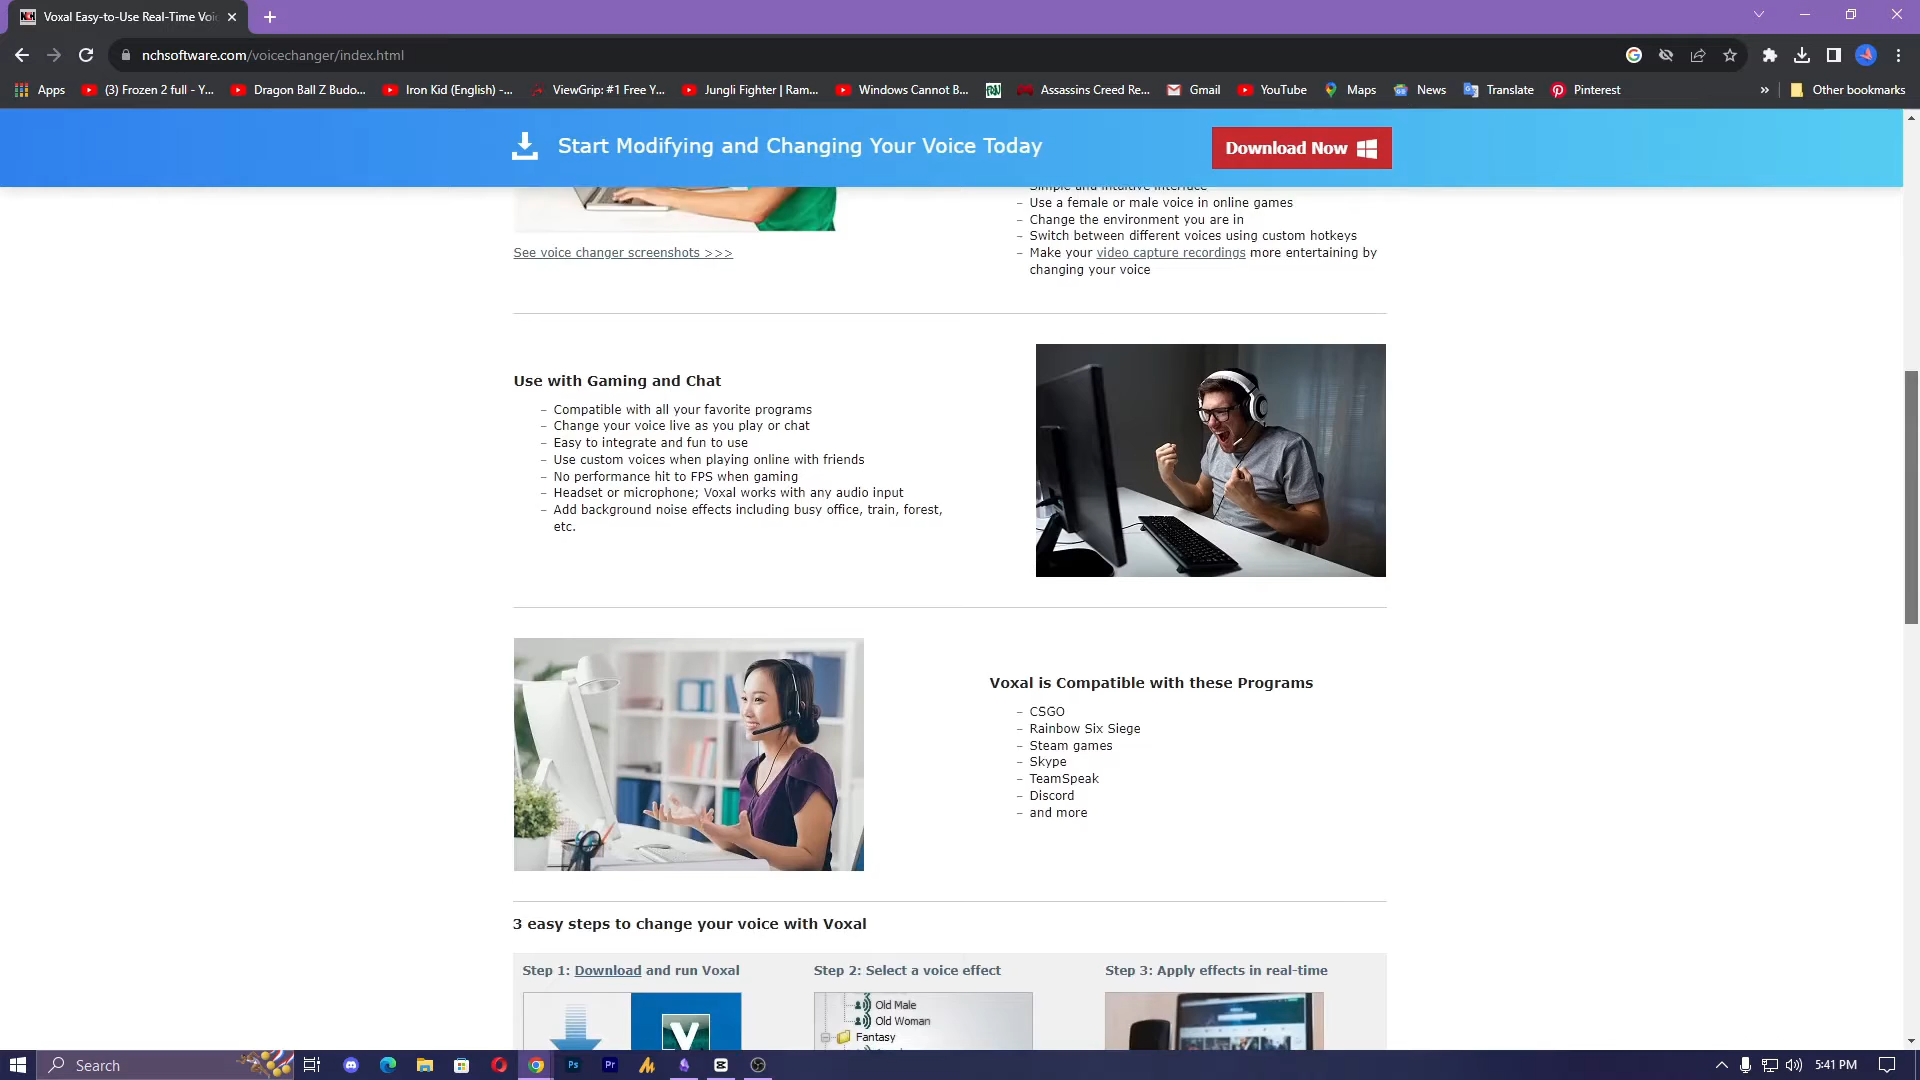 NCH Voxal Easy-to-Use Real-Time Voic
nchsoftware.com/voicechanger/index.html
Apps (3) Frozen 2 full - Y... Dragon Ball Z Budo... Iron Kid (English) -... ViewGrip: #1 Free Y... Jungli Fighter | Ram... Windows Cannot B... Assassins Creed Re... Gmail YouTube Maps News Translate Pinterest » Other bookmarks
Start Modifying and Changing Your Voice Today
Download Now
– Simple and intuitive interface
– Use a female or male voice in online games
– Change the environment you are in
– Switch between different voices using custom hotkeys
– Make your video capture recordings more entertaining by
changing your voice
See voice changer screenshots >>>
Use with Gaming and Chat
– Compatible with all your favorite programs
– Change your voice live as you play or chat
– Easy to integrate and fun to use
– Use custom voices when playing online with friends
– No performance hit to FPS when gaming
– Headset or microphone; Voxal works with any audio input
– Add background noise effects including busy office, train, forest,
etc.
Voxal is Compatible with these Programs
– CSGO
– Rainbow Six Siege
– Steam games
– Skype
– TeamSpeak
– Discord
– and more
3 easy steps to change your voice with Voxal
Step 1: Download and run Voxal
Step 2: Select a voice effect
Step 3: Apply effects in real-time
V
Old Male
Old Woman
Fantasy
Search
Ps
Pr
5:41 PM